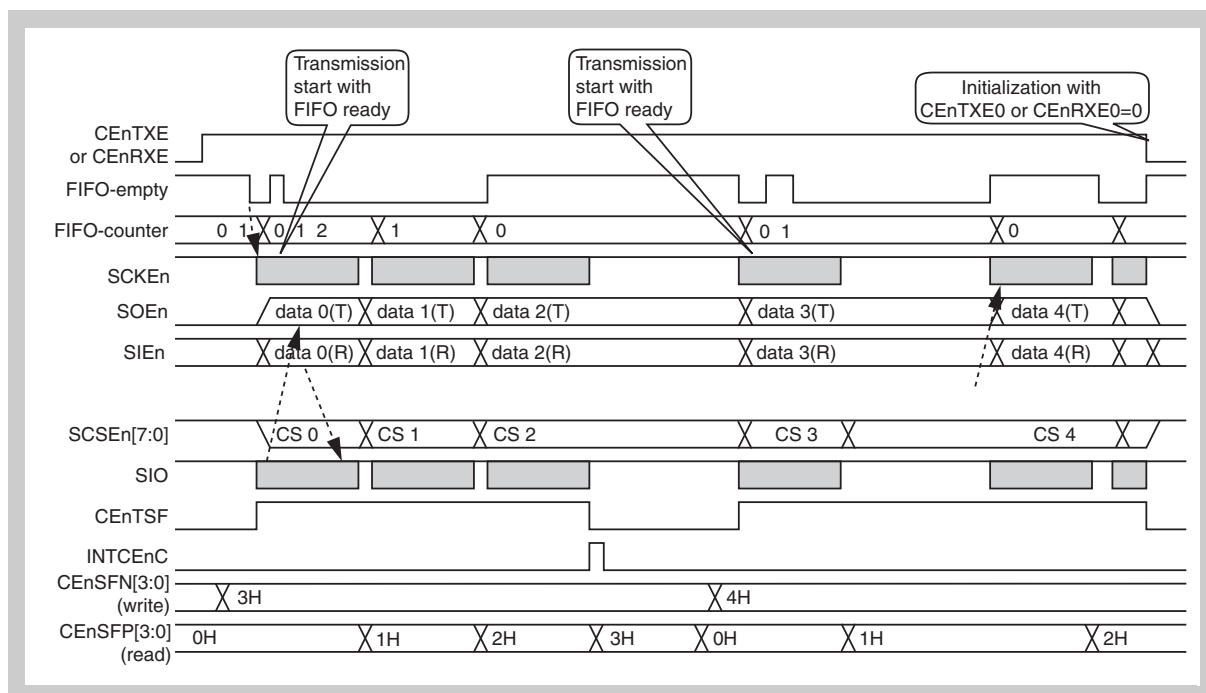 Transmission
start with
FIFO ready
Transmission
start with
FIFO ready
Initialization with
CEnTXE0 or CEnRXE0=0
CEnTXE
or CEnRXE
FIFO-empty
FIFO-counter 0 1 0 1 2 1 0 0 1 0
SCKEn
SOEn data 0(T) data 1(T) data 2(T) data 3(T) data 4(T)
SIEn data 0(R) data 1(R) data 2(R) data 3(R) data 4(R)
SCSEn[7:0] CS 0 CS 1 CS 2 CS 3 CS 4
SIO
CEnTSF
INTCEnC
CEnSFN[3:0]
(write) 3H 4H
CEnSFP[3:0]
(read) 0H 1H 2H 3H 0H 1H 2H